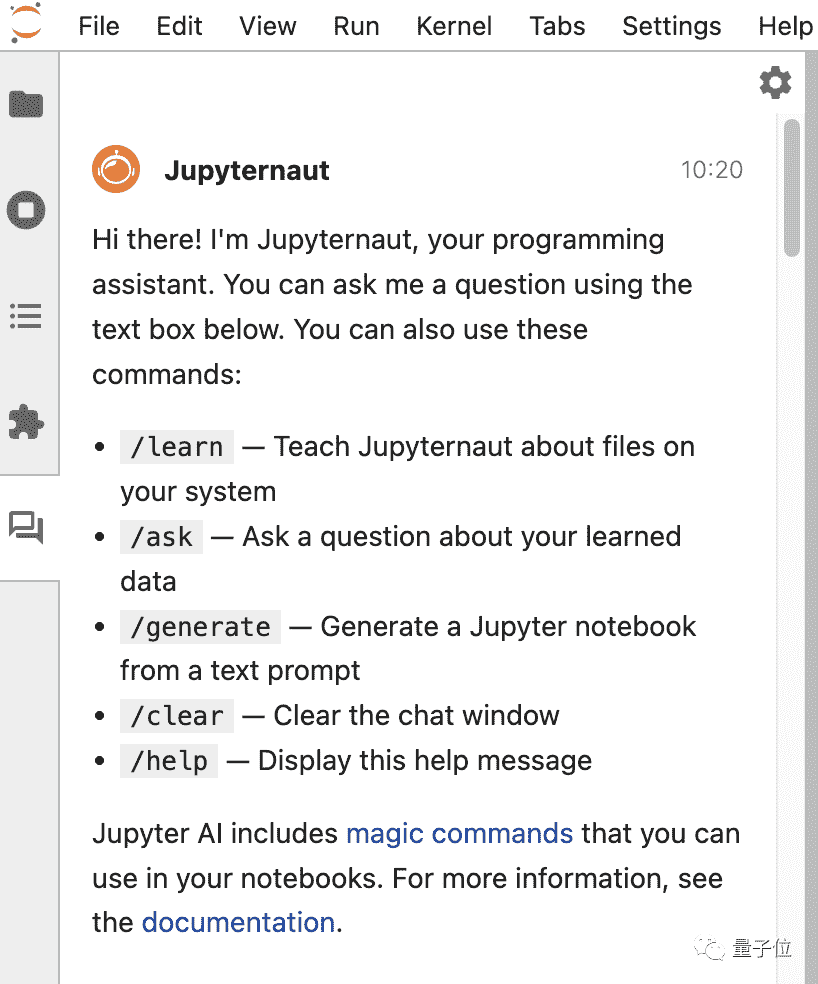 File Edit View Run Kernel Tabs Settings Help
Jupyternaut 10:20
Hi there! I'm Jupyternaut, your programming
assistant. You can ask me a question using the
text box below. You can also use these
commands:
• /learn — Teach Jupyternaut about files on
your system
• /ask — Ask a question about your learned
data
• /generate — Generate a Jupyter notebook
from a text prompt
• /clear — Clear the chat window
• /help — Display this help message
Jupyter AI includes magic commands that you can
use in your notebooks. For more information, see
the documentation.
量子位